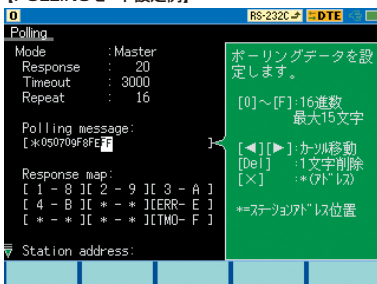 【POLLINGモード設定例】
0 RS-232C DTE
Polling
Mode :Master
Response : 20
Timeout : 3000
Repeat : 16
Polling message:
[*050709F8FEFF ]
Response map:
[ 1 - 8 ][ 2 - 9 ][ 3 - A ]
[ 4 - B ][ * - * ][ERR- E ]
[ * - * ][ * - * ][TMO- F ]
Station address:
ポーリングデータを設
定します。
[0]～[F]:16進数
最大15文字
[◀][▶]:カーソル移動
[Del] :1文字削除
[×] :*(アドレス)
*=ステーションアドレス位置